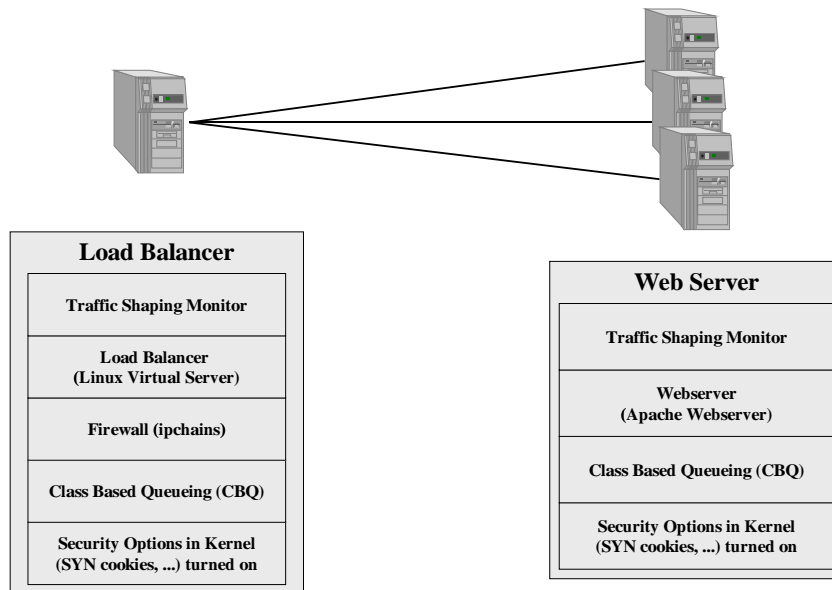 Load Balancer
Traffic Shaping Monitor
Load Balancer
(Linux Virtual Server)
Firewall (ipchains)
Class Based Queueing (CBQ)
Security Options in Kernel
(SYN cookies, ...) turned on
Web Server
Traffic Shaping Monitor
Webserver
(Apache Webserver)
Class Based Queueing (CBQ)
Security Options in Kernel
(SYN cookies, ...) turned on